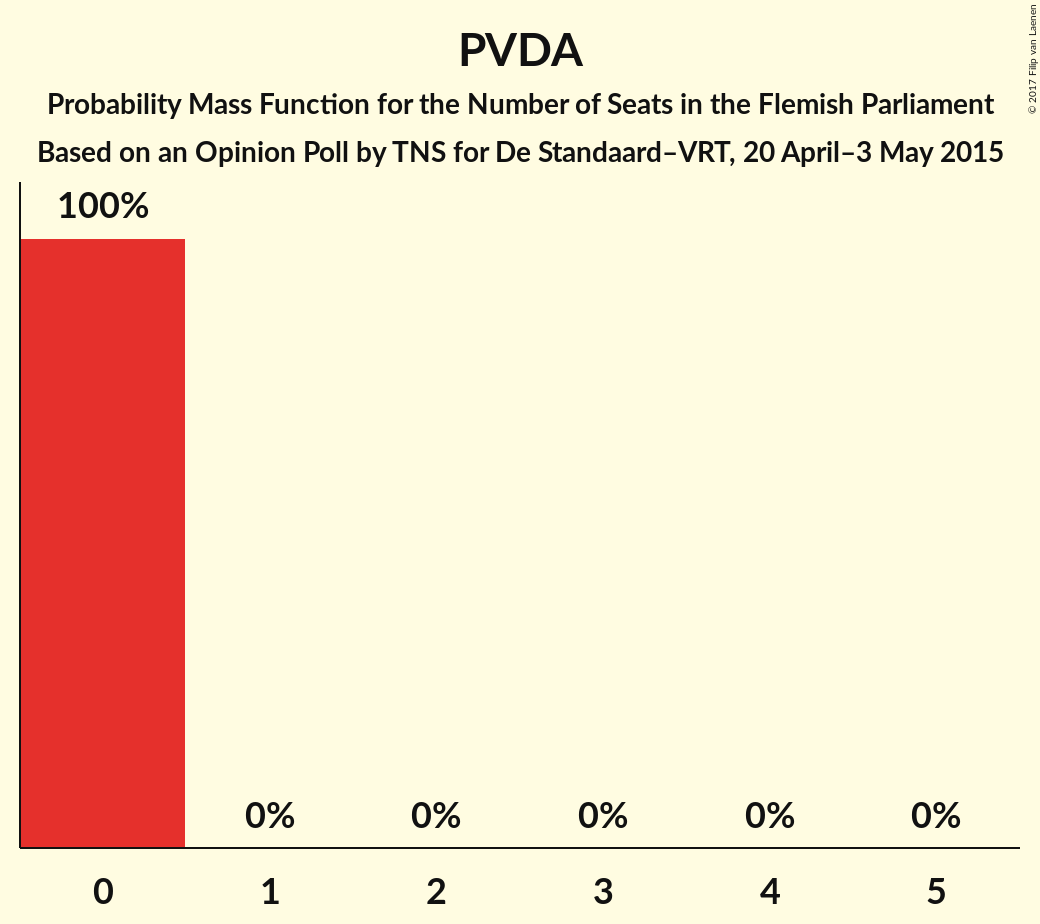 PVDA
Probability Mass Function for the Number of Seats in the Flemish Parliament
Based on an Opinion Poll by TNS for De Standaard–VRT, 20 April–3 May 2015
© 2017 Filip van Laenen
100%
0% 0% 0% 0% 0%
0 1 2 3 4 5